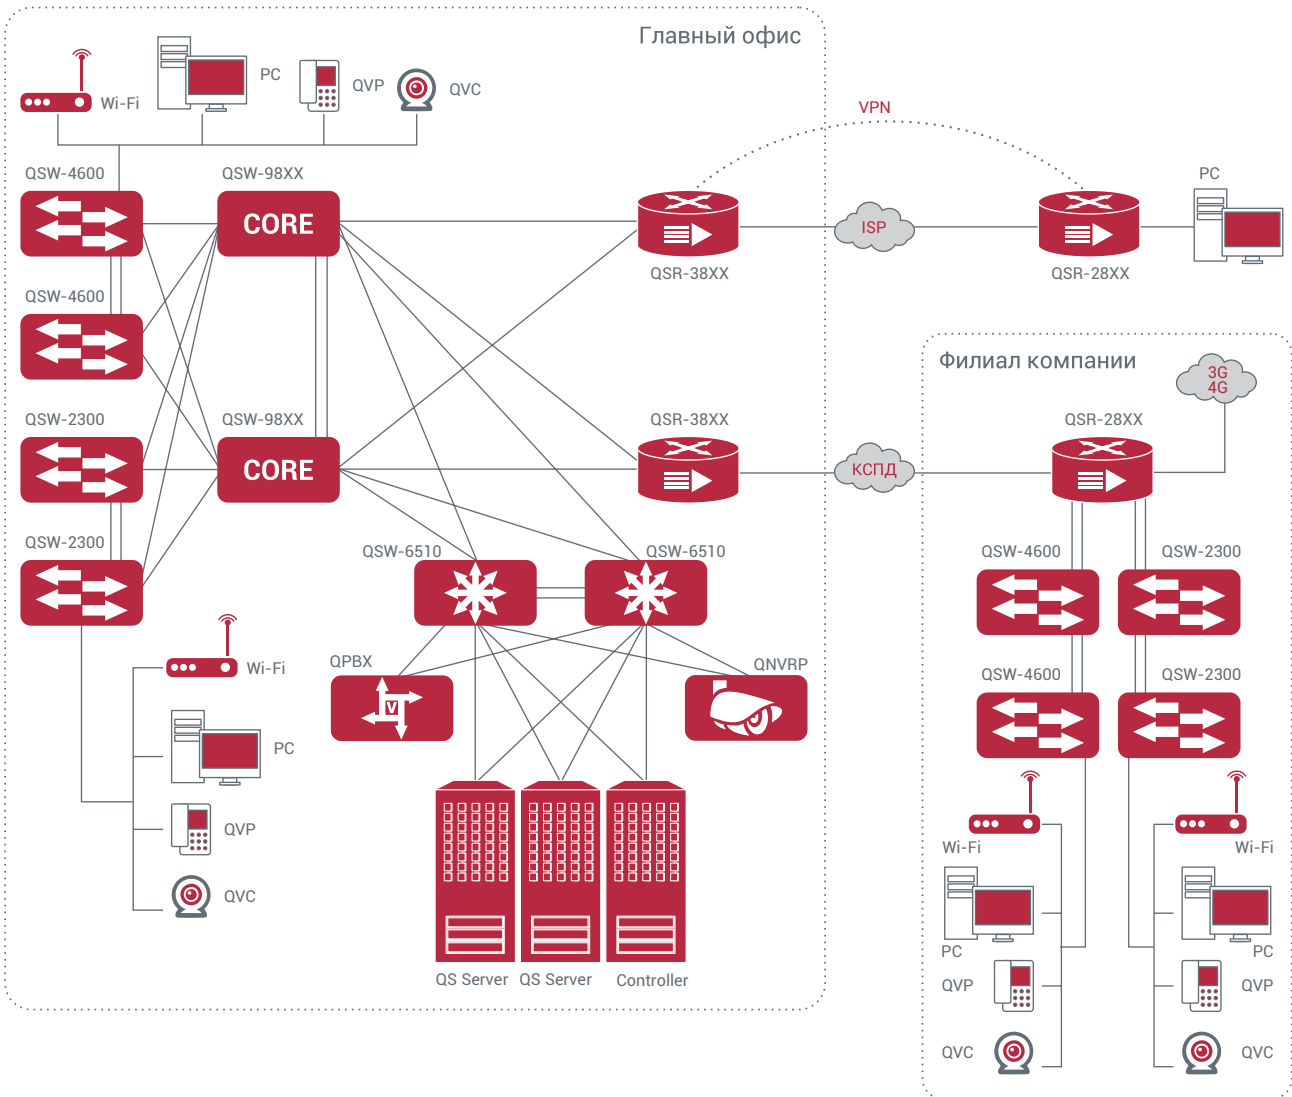 Главный офис
Wi-Fi
PC
QVP
QVC
VPN
QSW-4600
QSW-98XX
CORE
QSR-38XX
ISP
QSR-28XX
PC
QSW-4600
Филиал компании
3G
4G
QSW-2300
QSW-98XX
CORE
QSR-38XX
КСПД
QSR-28XX
QSW-2300
QSW-6510
QSW-6510
QSW-4600
QSW-2300
QPBX
V
QNVRP
QSW-4600
QSW-2300
Wi-Fi
PC
QVP
QVC
QS Server
QS Server
Controller
Wi-Fi
PC
QVP
QVC
Wi-Fi
PC
QVP
QVC